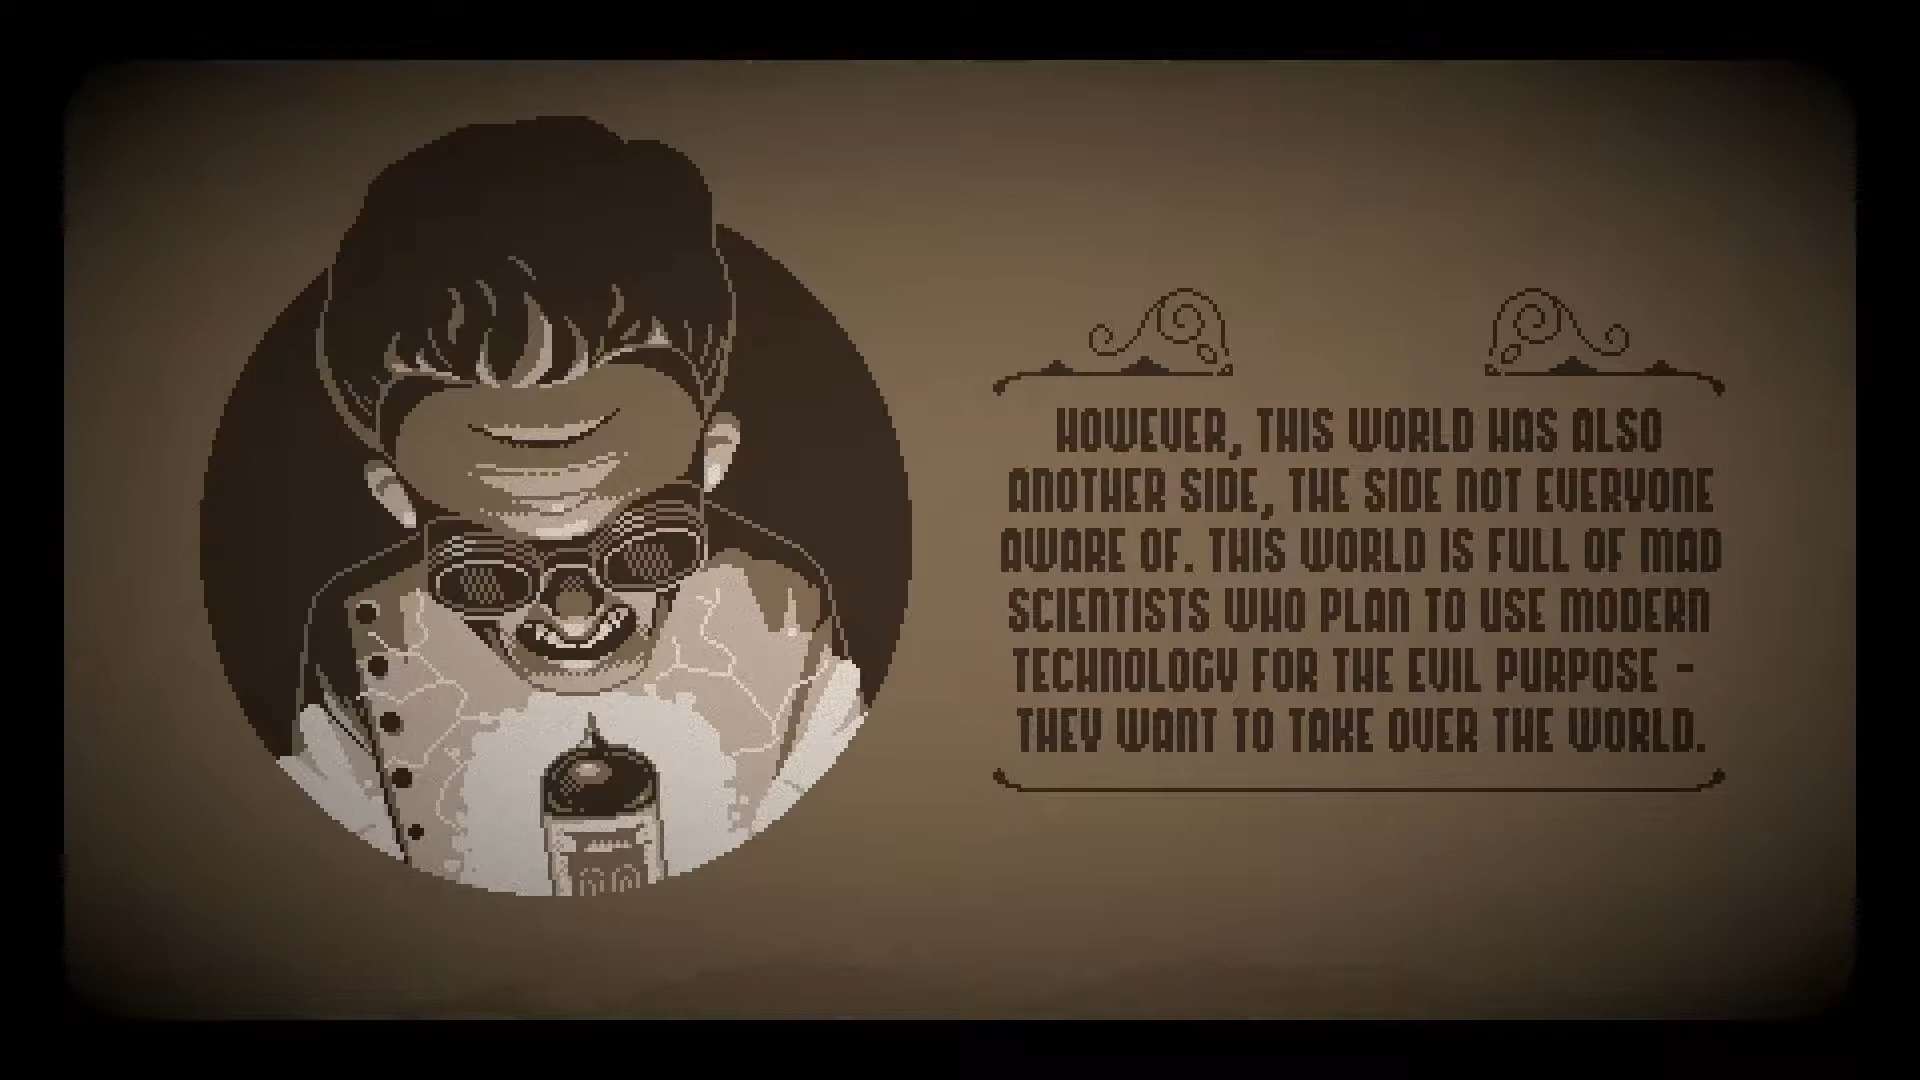 HOWEVER, THIS WORLD HAS ALSO
ANOTHER SIDE, THE SIDE NOT EVERYONE
AWARE OF. THIS WORLD IS FULL OF MAD
SCIENTISTS WHO PLAN TO USE MODERN
TECHNOLOGY FOR THE EVIL PURPOSE -
THEY WANT TO TAKE OVER THE WORLD.